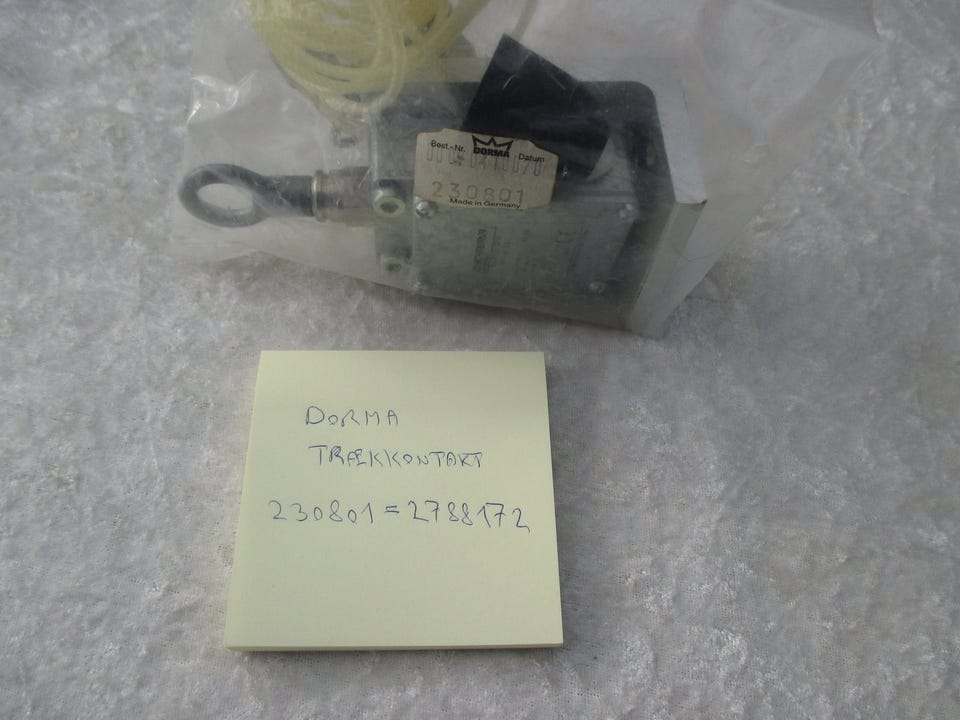 Best.-Nr. DORMA Datum
230801
Made in Germany
DORMA
TRÆKKONTAKT
230801 = 2788172